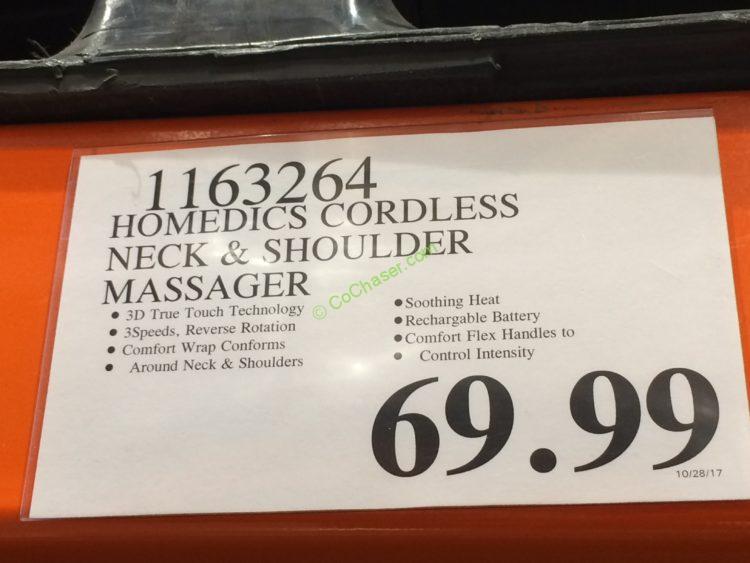 1163264
HOMEDICS CORDLESS
NECK & SHOULDER
MASSAGER
• 3D True Touch Technology
• 3Speeds, Reverse Rotation
• Comfort Wrap Conforms
• Around Neck & Shoulders
• Soothing Heat
• Rechargable Battery
• Comfort Flex Handles to
• Control Intensity
69.99
10/28/17
© CoChaser.com